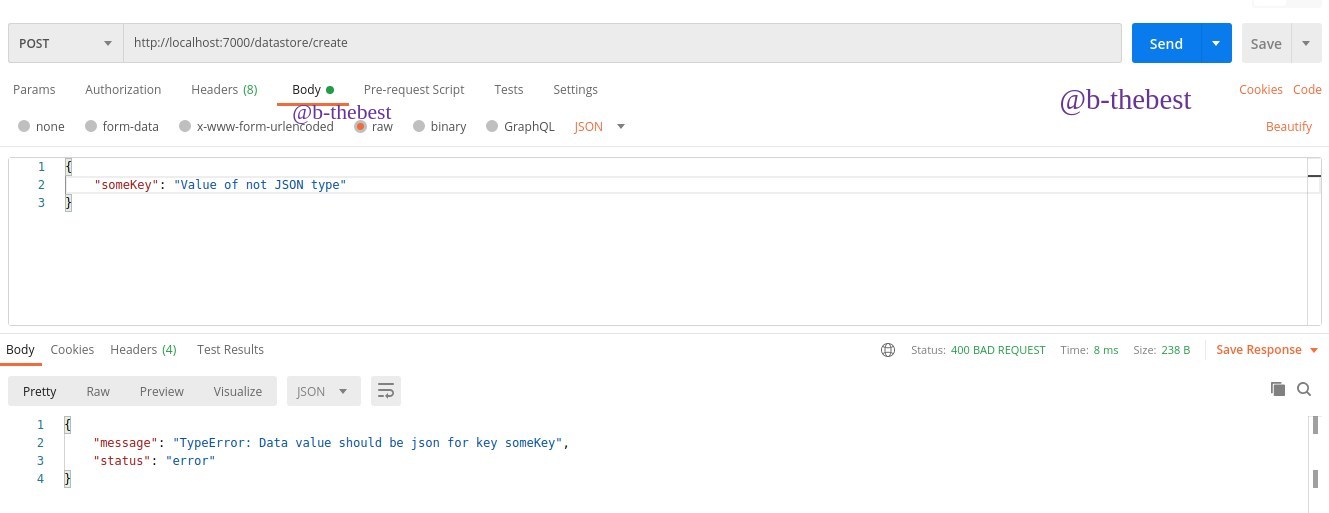 POST http://localhost:7000/datastore/create Send Save
Params Authorization Headers (8) Body Pre-request Script Tests Settings Cookies Code
@b-thebest @b-thebest
none form-data x-www-form-urlencoded raw binary GraphQL JSON Beautify
1 {
2 "someKey": "Value of not JSON type"
3 }
Body Cookies Headers (4) Test Results Status: 400 BAD REQUEST Time: 8 ms Size: 238 B Save Response
Pretty Raw Preview Visualize JSON
1 {
2 "message": "TypeError: Data value should be json for key someKey",
3 "status": "error"
4 }